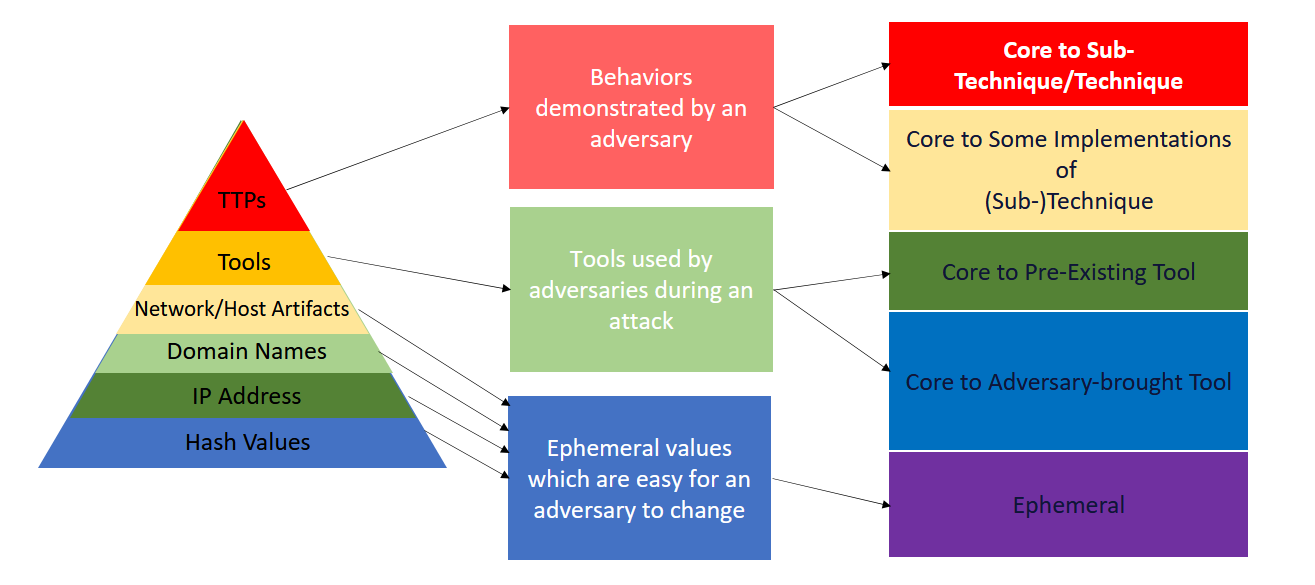 TTPs
Tools
Network/Host Artifacts
Domain Names
IP Address
Hash Values
Behaviors
demonstrated by an
adversary
Tools used by
adversaries during an
attack
Ephemeral values
which are easy for an
adversary to change
Core to Sub-
Technique/Technique
Core to Some Implementations
of
(Sub-)Technique
Core to Pre-Existing Tool
Core to Adversary-brought Tool
Ephemeral